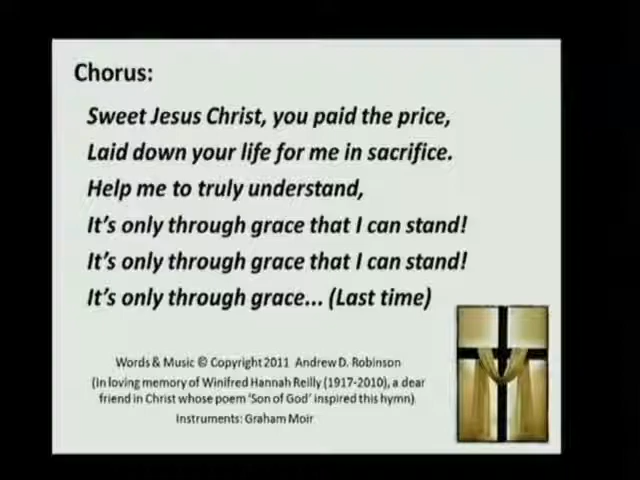 Chorus:
Sweet Jesus Christ, you paid the price,
Laid down your life for me in sacrifice.
Help me to truly understand,
It's only through grace that I can stand!
It's only through grace that I can stand!
It's only through grace... (Last time)
Words & Music © Copyright 2011 Andrew D. Robinson
(In loving memory of Winifred Hannah Reilly (1917-2010), a dear
friend in Christ whose poem 'Son of God' inspired this hymn)
Instruments: Graham Moir